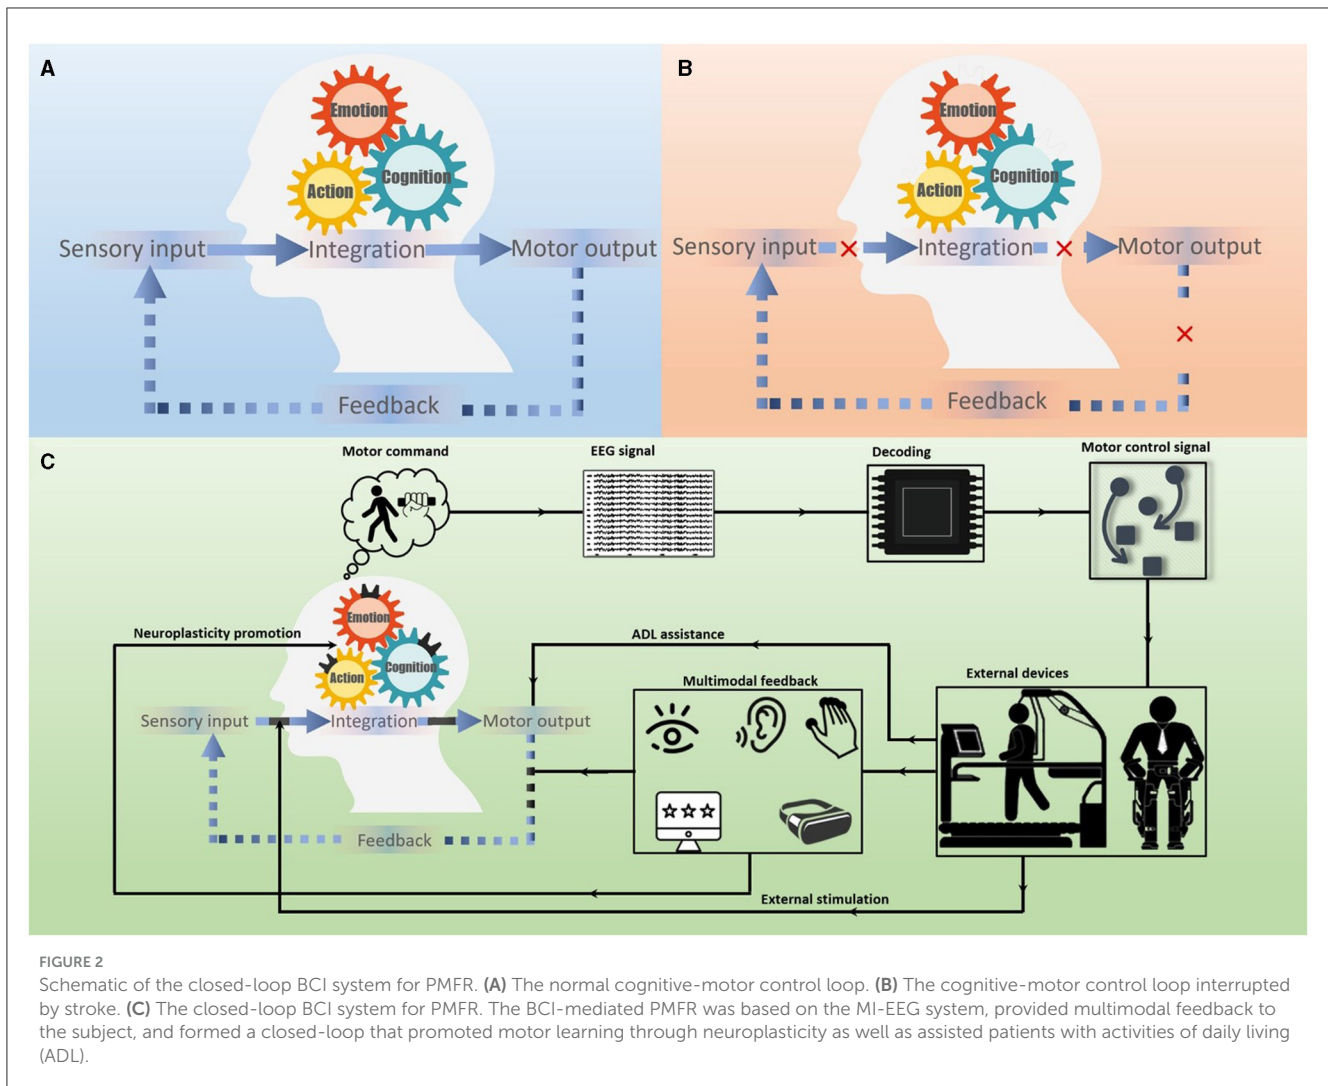 A
Emotion
Cognition
Action
Sensory input
Integration
Motor output
Feedback
B
Emotion
Cognition
Action
Sensory input
Integration
Motor output
Feedback
C
Motor command
EEG signal
Decoding
Motor control signal
Neuroplasticity promotion
Emotion
Cognition
Action
ADL assistance
External devices
Multimodal feedback
Sensory input
Integration
Motor output
Feedback
External stimulation
FIGURE 2
Schematic of the closed-loop BCI system for PMFR. (A) The normal cognitive-motor control loop. (B) The cognitive-motor control loop interrupted
by stroke. (C) The closed-loop BCI system for PMFR. The BCI-mediated PMFR was based on the MI-EEG system, provided multimodal feedback to
the subject, and formed a closed-loop that promoted motor learning through neuroplasticity as well as assisted patients with activities of daily living
(ADL).